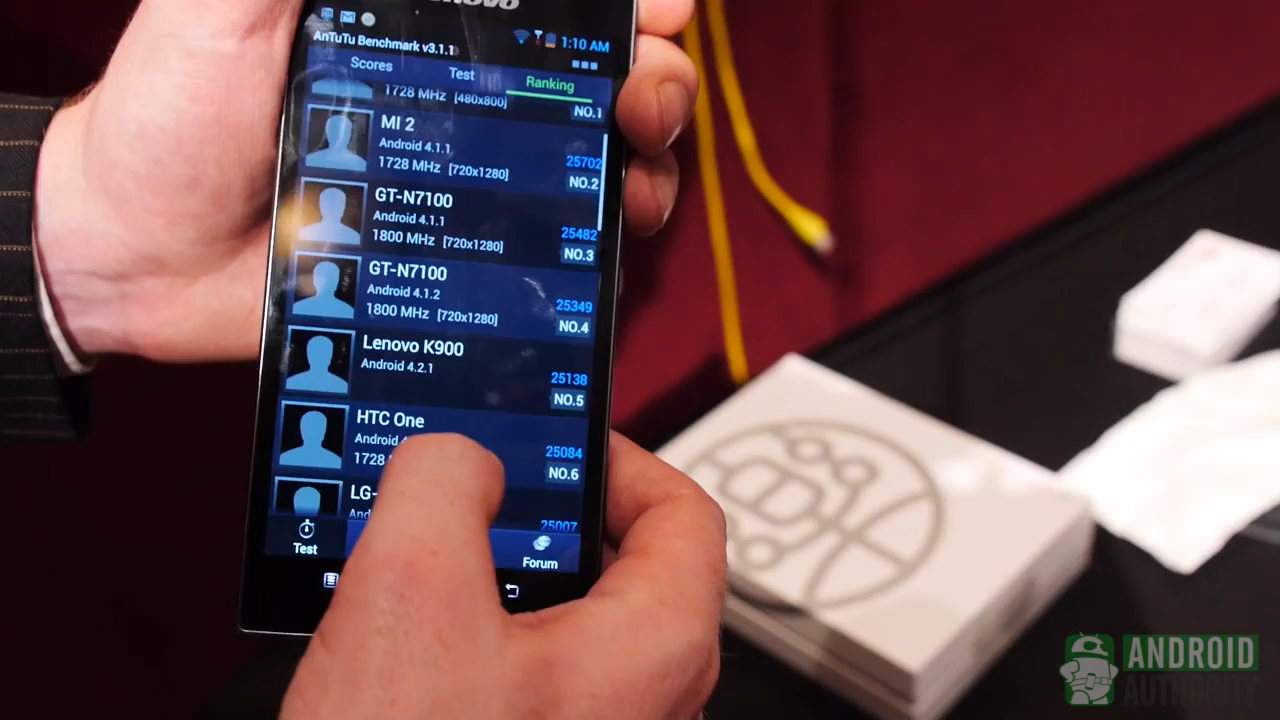 1:10 AM
AnTuTu Benchmark v3.1.1
Scores Test Ranking
1728 MHz [480x800]
NO.1
MI 2
Android 4.1.1
1728 MHz [720x1280]
25702
NO.2
GT-N7100
Android 4.1.1
1800 MHz [720x1280]
25482
NO.3
GT-N7100
Android 4.1.2
1800 MHz [720x1280]
25349
NO.4
Lenovo K900
Android 4.2.1
25138
NO.5
HTC One
Android
1728
25084
NO.6
LG-
25007
Test
Forum
ANDROID
AUTHORITY